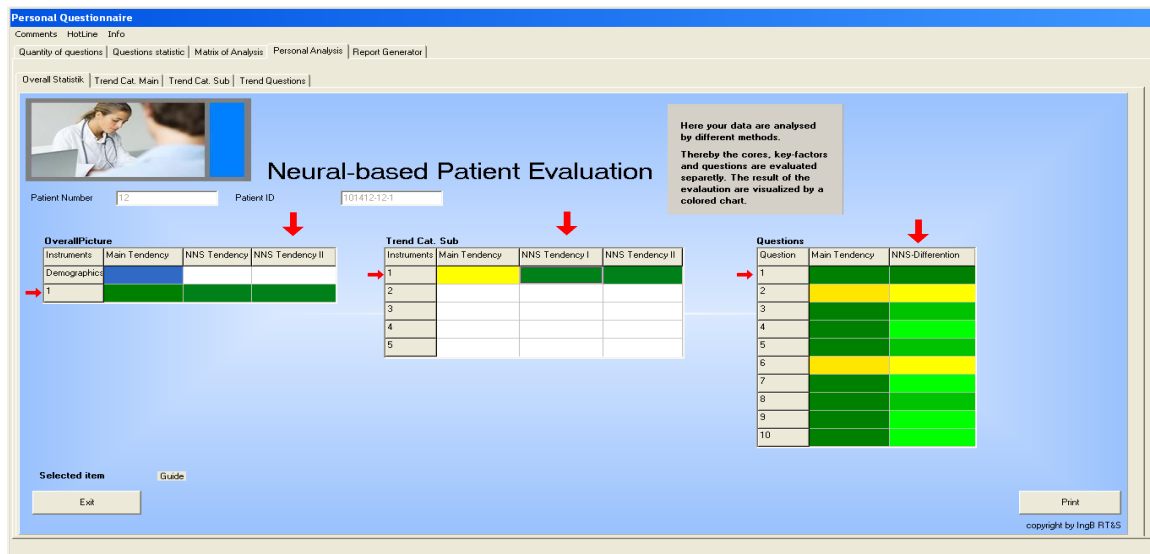 Personal Questionnaire
Comments HotLine Info
Quantity of questions Questions statistic Matrix of Analysis Personal Analysis Report Generator
Overall Statistik Trend Cat. Main Trend Cat. Sub Trend Questions
Here your data are analysed
by different methods.
Thereby the cores, key-factors
and questions are evaluated
separetly. The result of the
evalaution are visualized by a
colored chart.
Neural-based Patient Evaluation
Patient Number 12 Patient ID 101412-12-1
OverallPicture
Instruments Main Tendency NNS Tendency NNS Tendency II
Demographics
1
Trend Cat. Sub
Instruments Main Tendency NNS Tendency I NNS Tendency II
1
2
3
4
5
Questions
Question Main Tendency NNS-Differention
1
2
3
4
5
6
7
8
9
10
Selected item Guide
Exit
Print
copyright by IngB RT&S